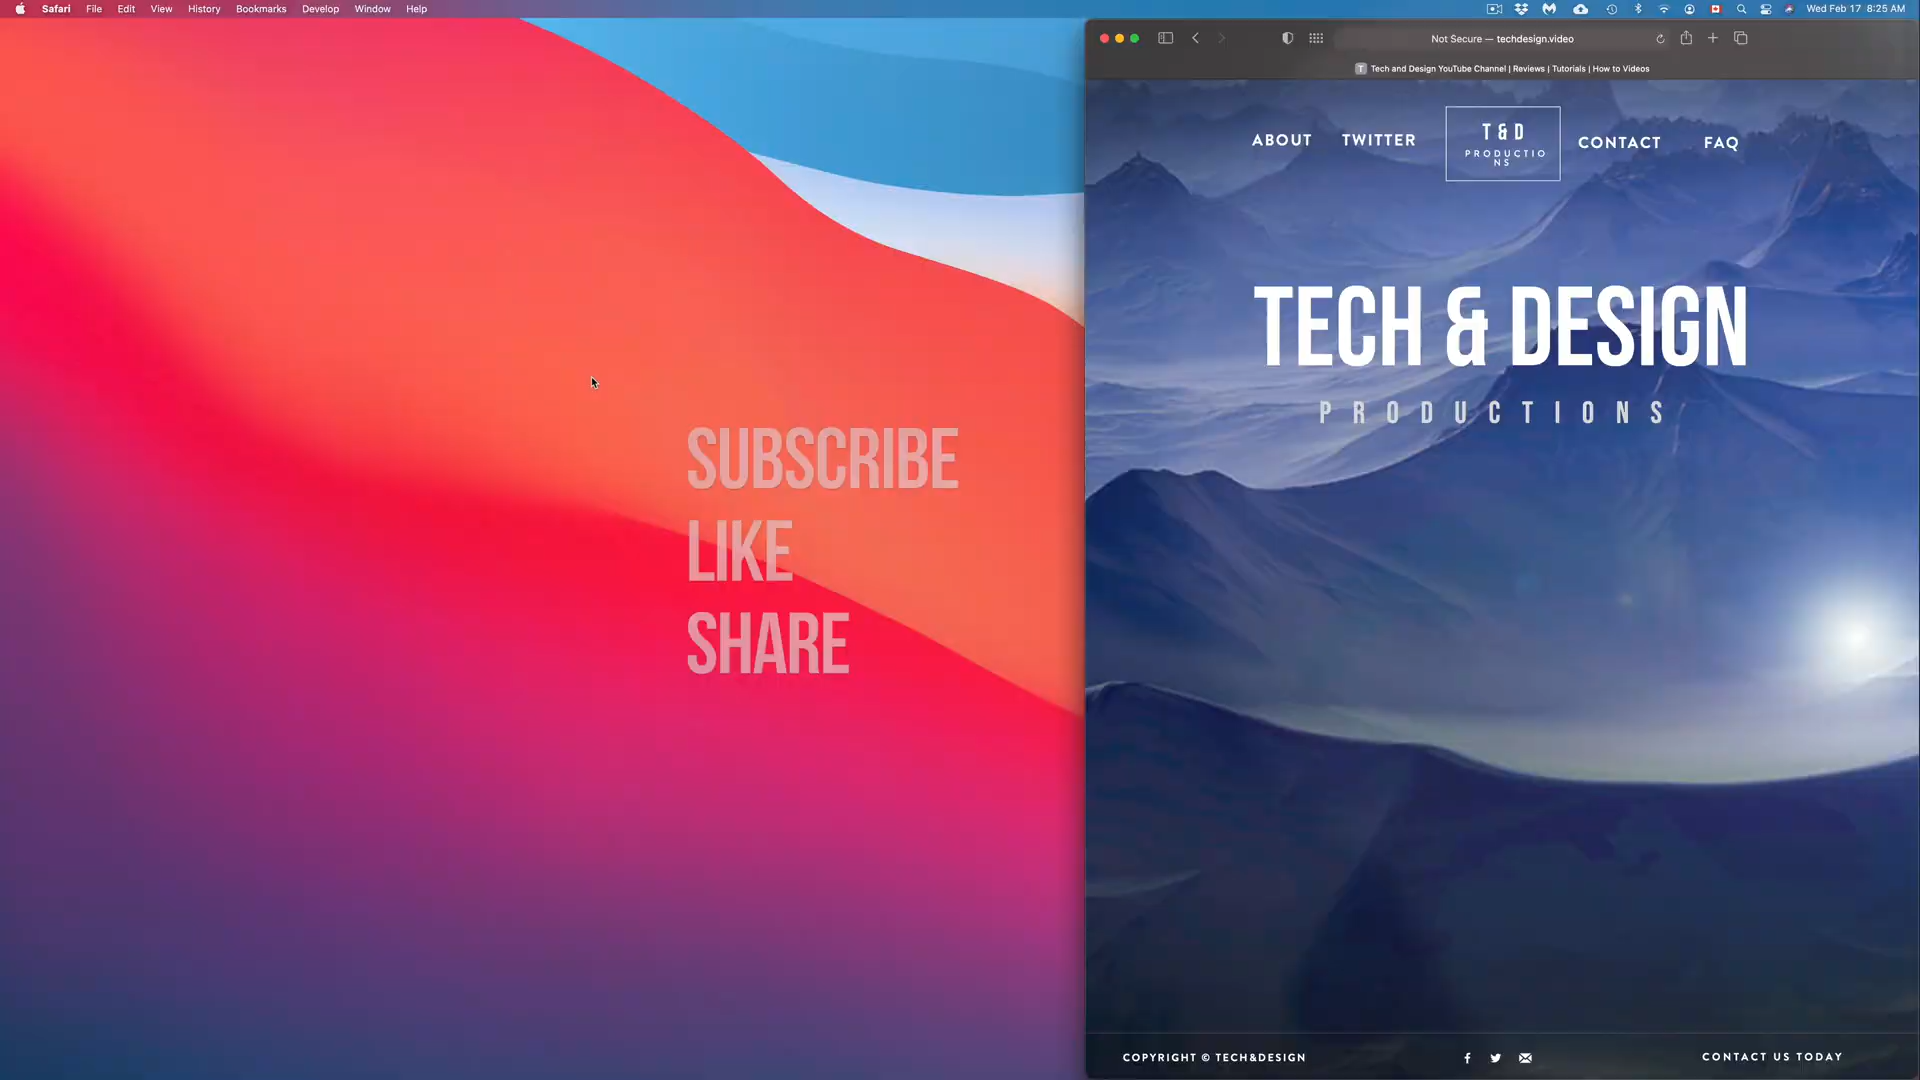 Safari File Edit View History Bookmarks Develop Window Help
Wed Feb 17 8:25 AM
Not Secure — techdesign.video
T Tech and Design YouTube Channel | Reviews | Tutorials | How to Videos
ABOUT TWITTER
T & D
PRODUCTIO
NS
CONTACT FAQ
TECH & DESIGN
PRODUCTIONS
SUBSCRIBE
LIKE
SHARE
COPYRIGHT © TECH&DESIGN
CONTACT US TODAY